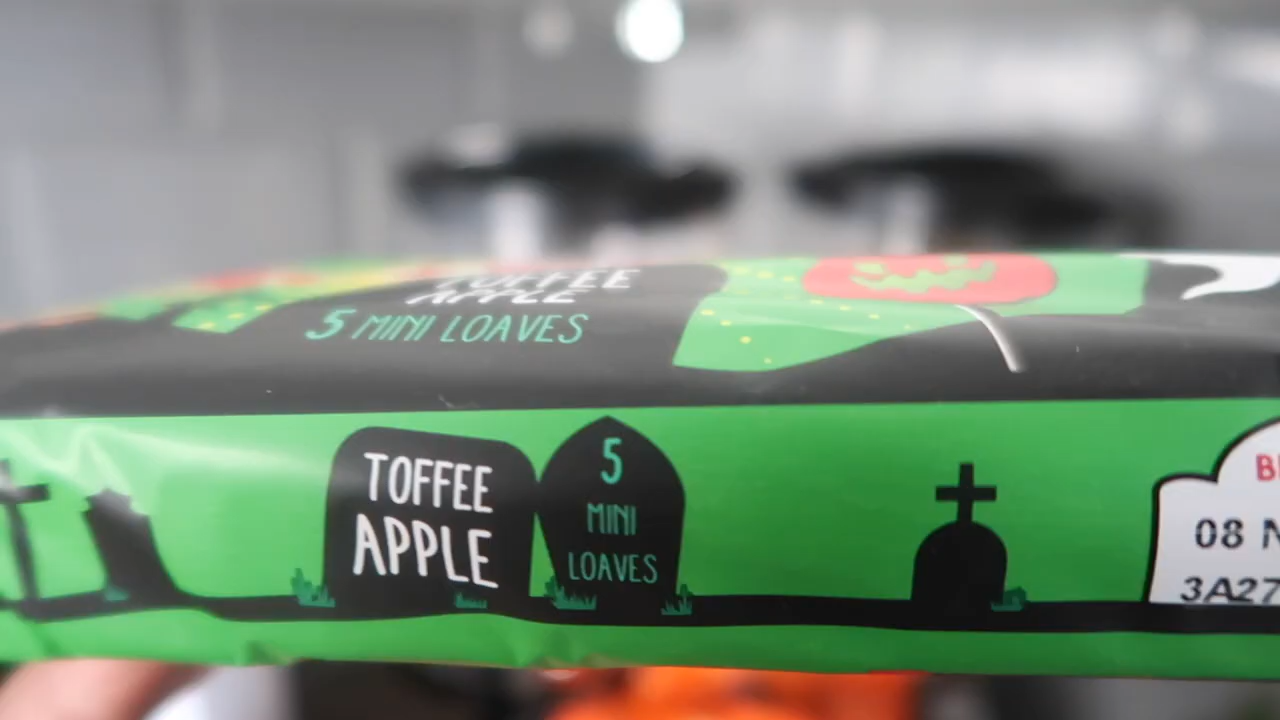 TOFFEE
APPLE
5 MINI LOAVES
TOFFEE
APPLE
5
MINI
LOAVES
08
3A27